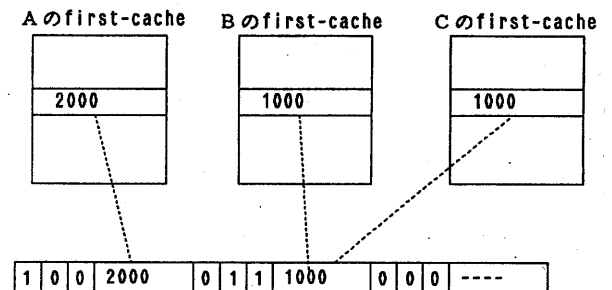 Aのfirst-cache Bのfirst-cache Cのfirst-cache
2000 1000 1000
1 0 0 2000 0 1 1 1000 0 0 0 ----